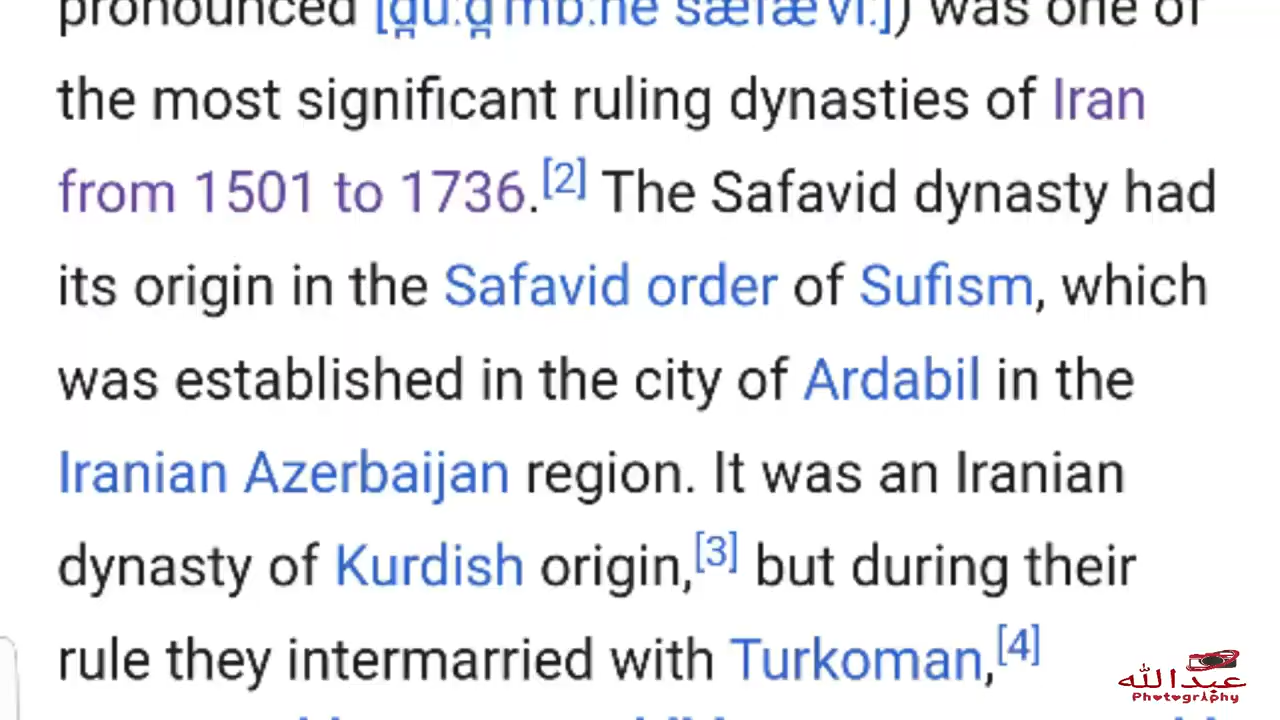 pronounced was one of
the most significant ruling dynasties of Iran
from 1501 to 1736.[2] The Safavid dynasty had
its origin in the Safavid order of Sufism, which
was established in the city of Ardabil in the
Iranian Azerbaijan region. It was an Iranian
dynasty of Kurdish origin,[3] but during their
rule they intermarried with Turkoman,[4]
عبدالله
Photography